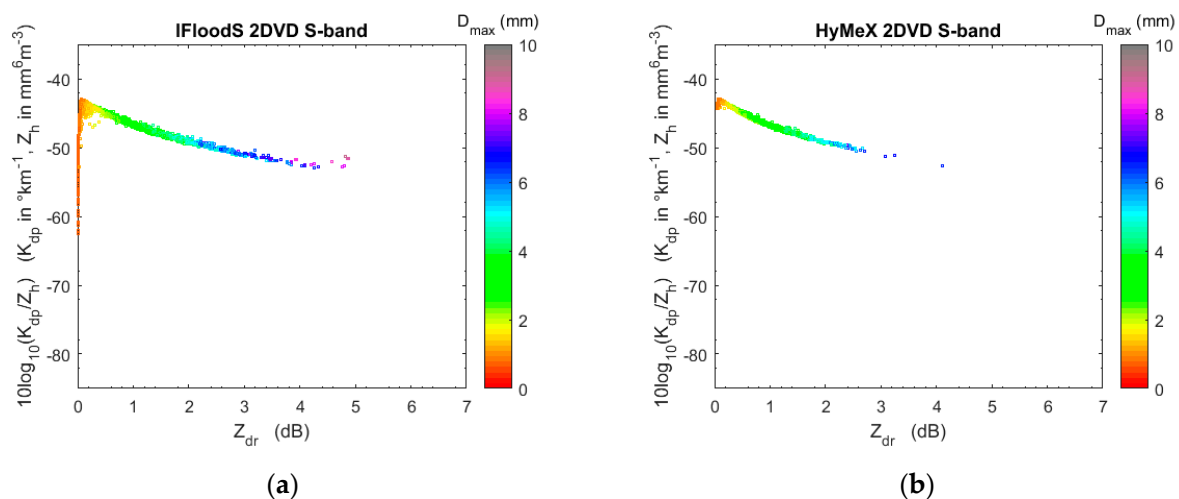 IFloodS 2DVD S-band
D_max (mm)
10log_10(K_dp/Z_h) (K_dp in °km^-1, Z_h in mm^6m^-3)
-40
-50
-60
-70
-80
0 1 2 3 4 5 6 7
Z_dr (dB)
10
8
6
4
2
0
(a)
HyMeX 2DVD S-band
D_max (mm)
10log_10(K_dp/Z_h) (K_dp in °km^-1, Z_h in mm^6m^-3)
-40
-50
-60
-70
-80
0 1 2 3 4 5 6 7
Z_dr (dB)
10
8
6
4
2
0
(b)